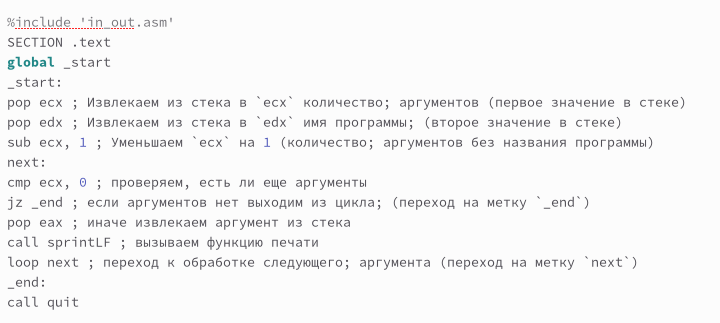 %include 'in_out.asm'
SECTION .text
global _start
_start:
pop ecx ; Извлекаем из стека в `ecx` количество; аргументов (первое значение в стеке)
pop edx ; Извлекаем из стека в `edx` имя программы; (второе значение в стеке)
sub ecx, 1 ; Уменьшаем `ecx` на 1 (количество; аргументов без названия программы)
next:
cmp ecx, 0 ; проверяем, есть ли еще аргументы
jz _end ; если аргументов нет выходим из цикла; (переход на метку `_end`)
pop eax ; иначе извлекаем аргумент из стека
call sprintLF ; вызываем функцию печати
loop next ; переход к обработке следующего; аргумента (переход на метку `next`)
_end:
call quit